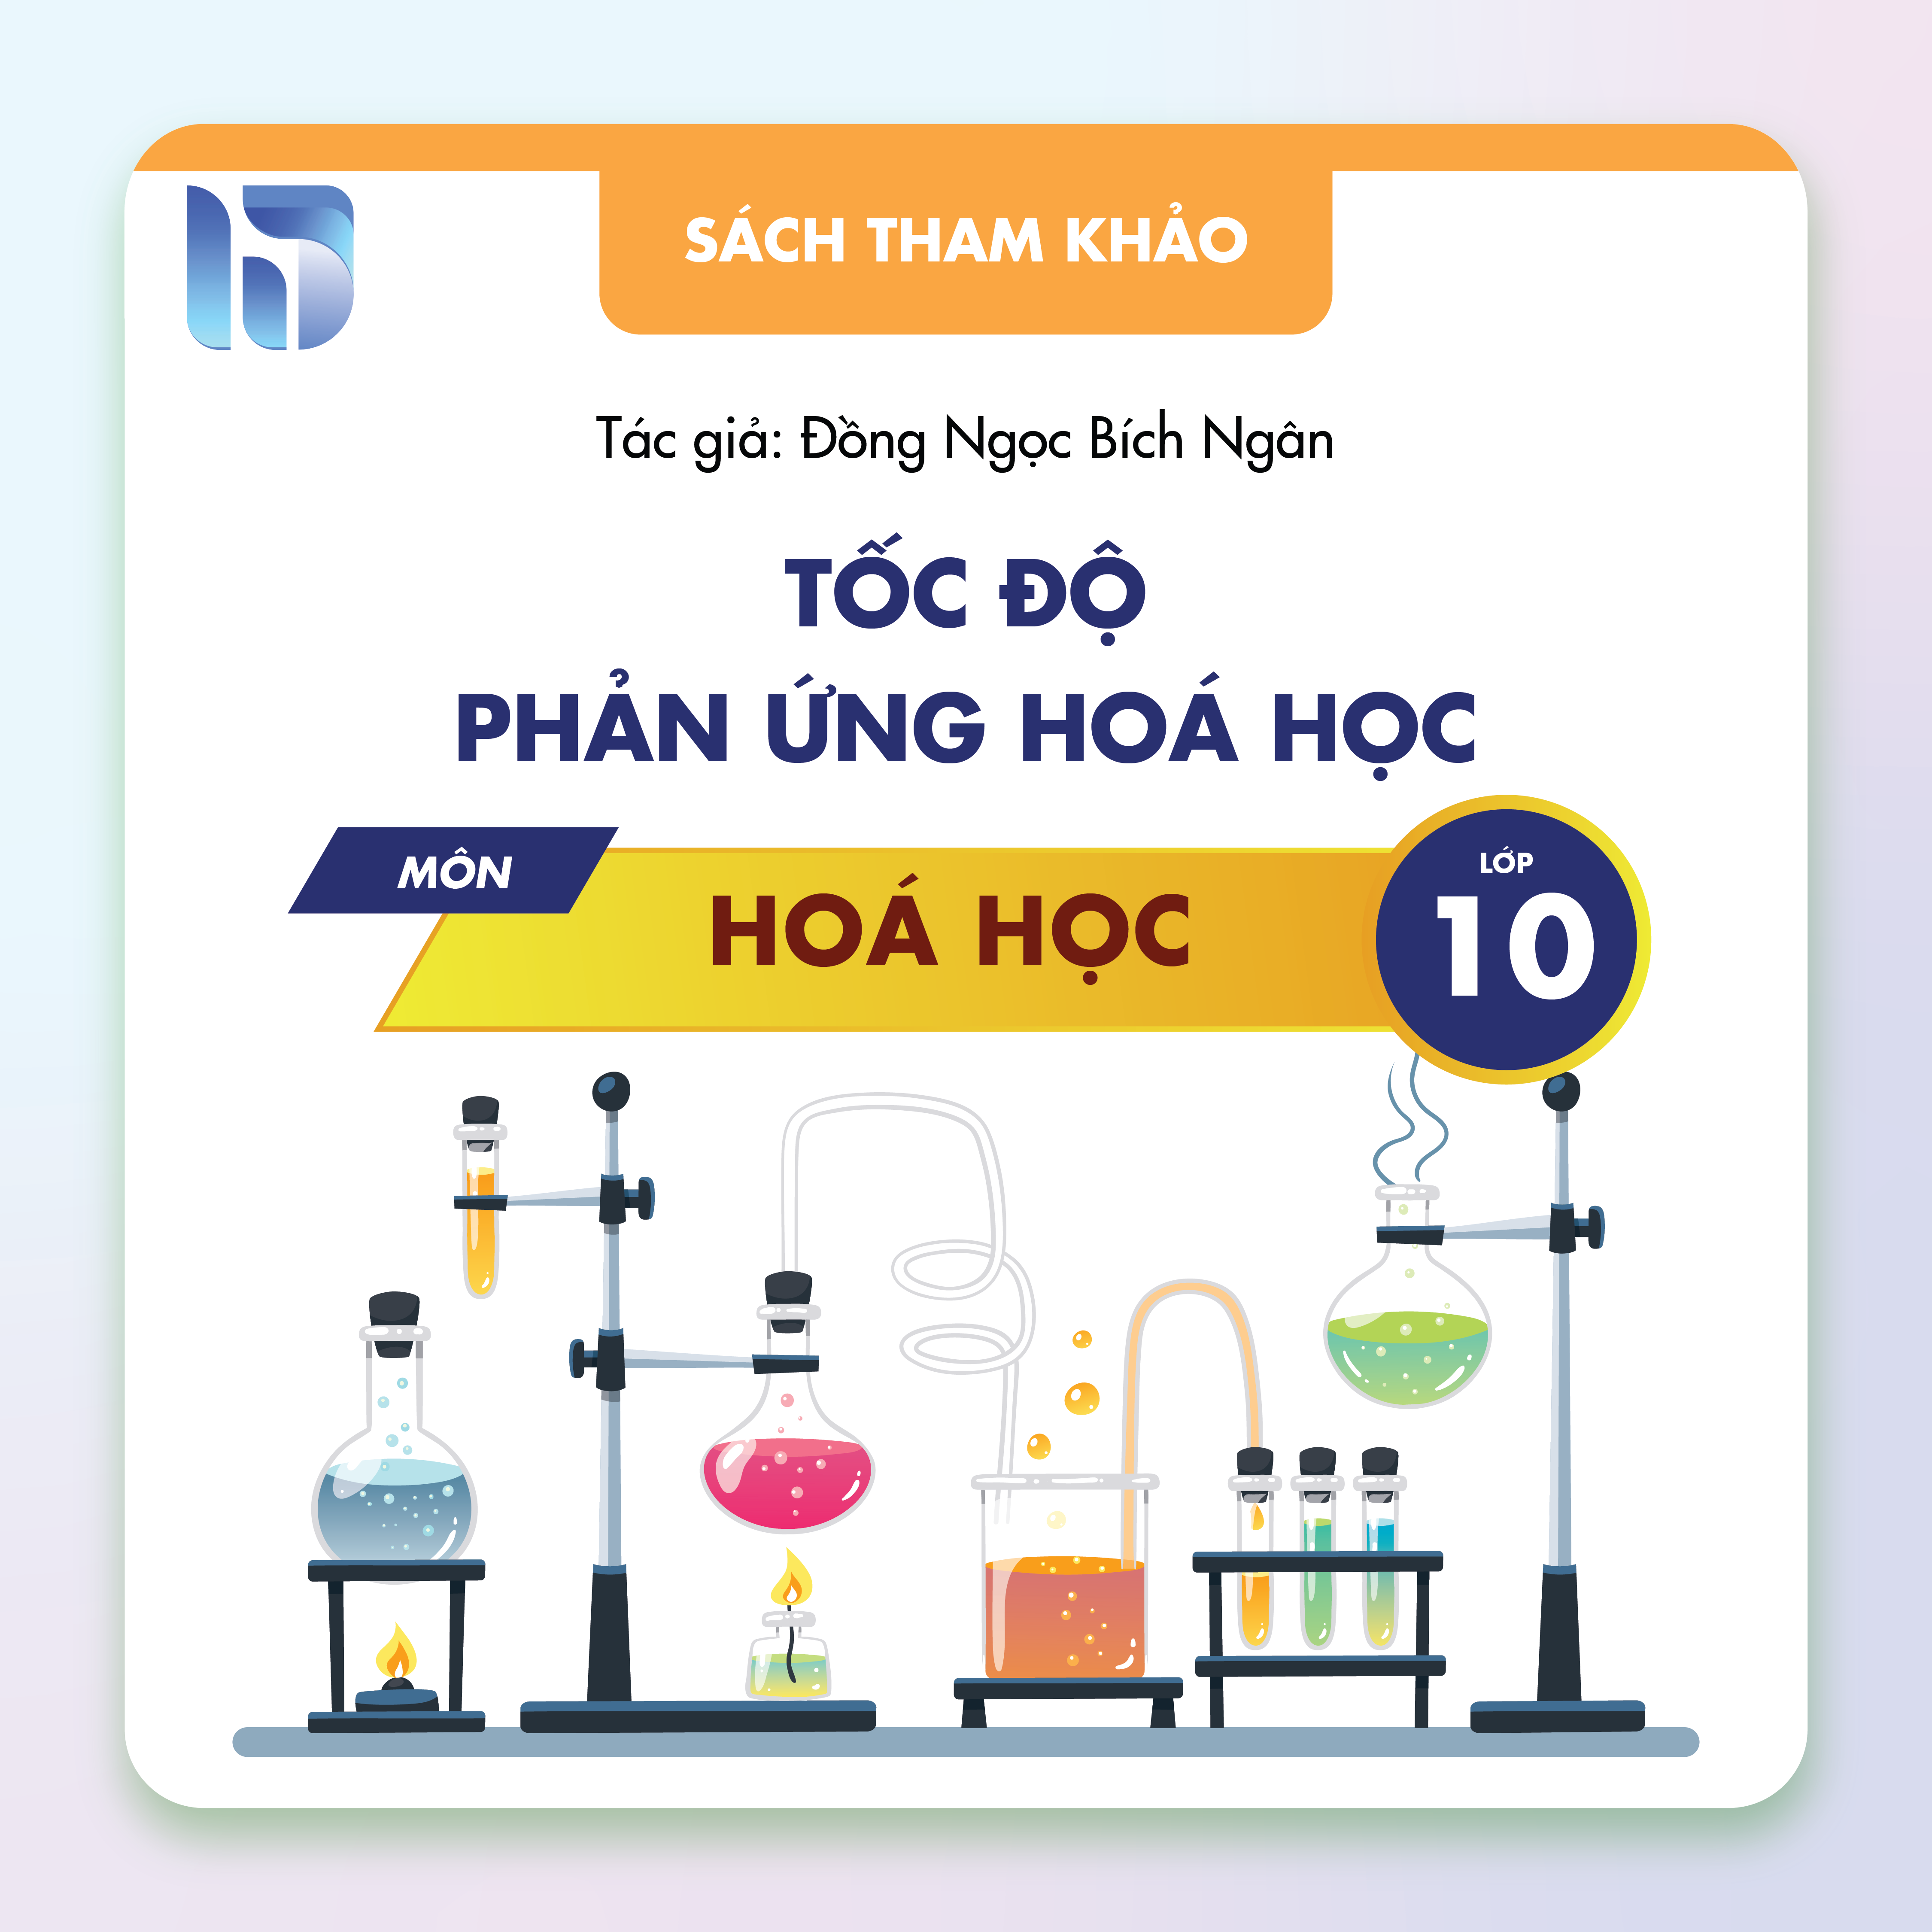 SÁCH THAM KHẢO
Tác giả: Đồng Ngọc Bích Ngân
TỐC ĐỘ
PHẢN ỨNG HOÁ HỌC
MÔN
HOÁ HỌC
LỚP
10